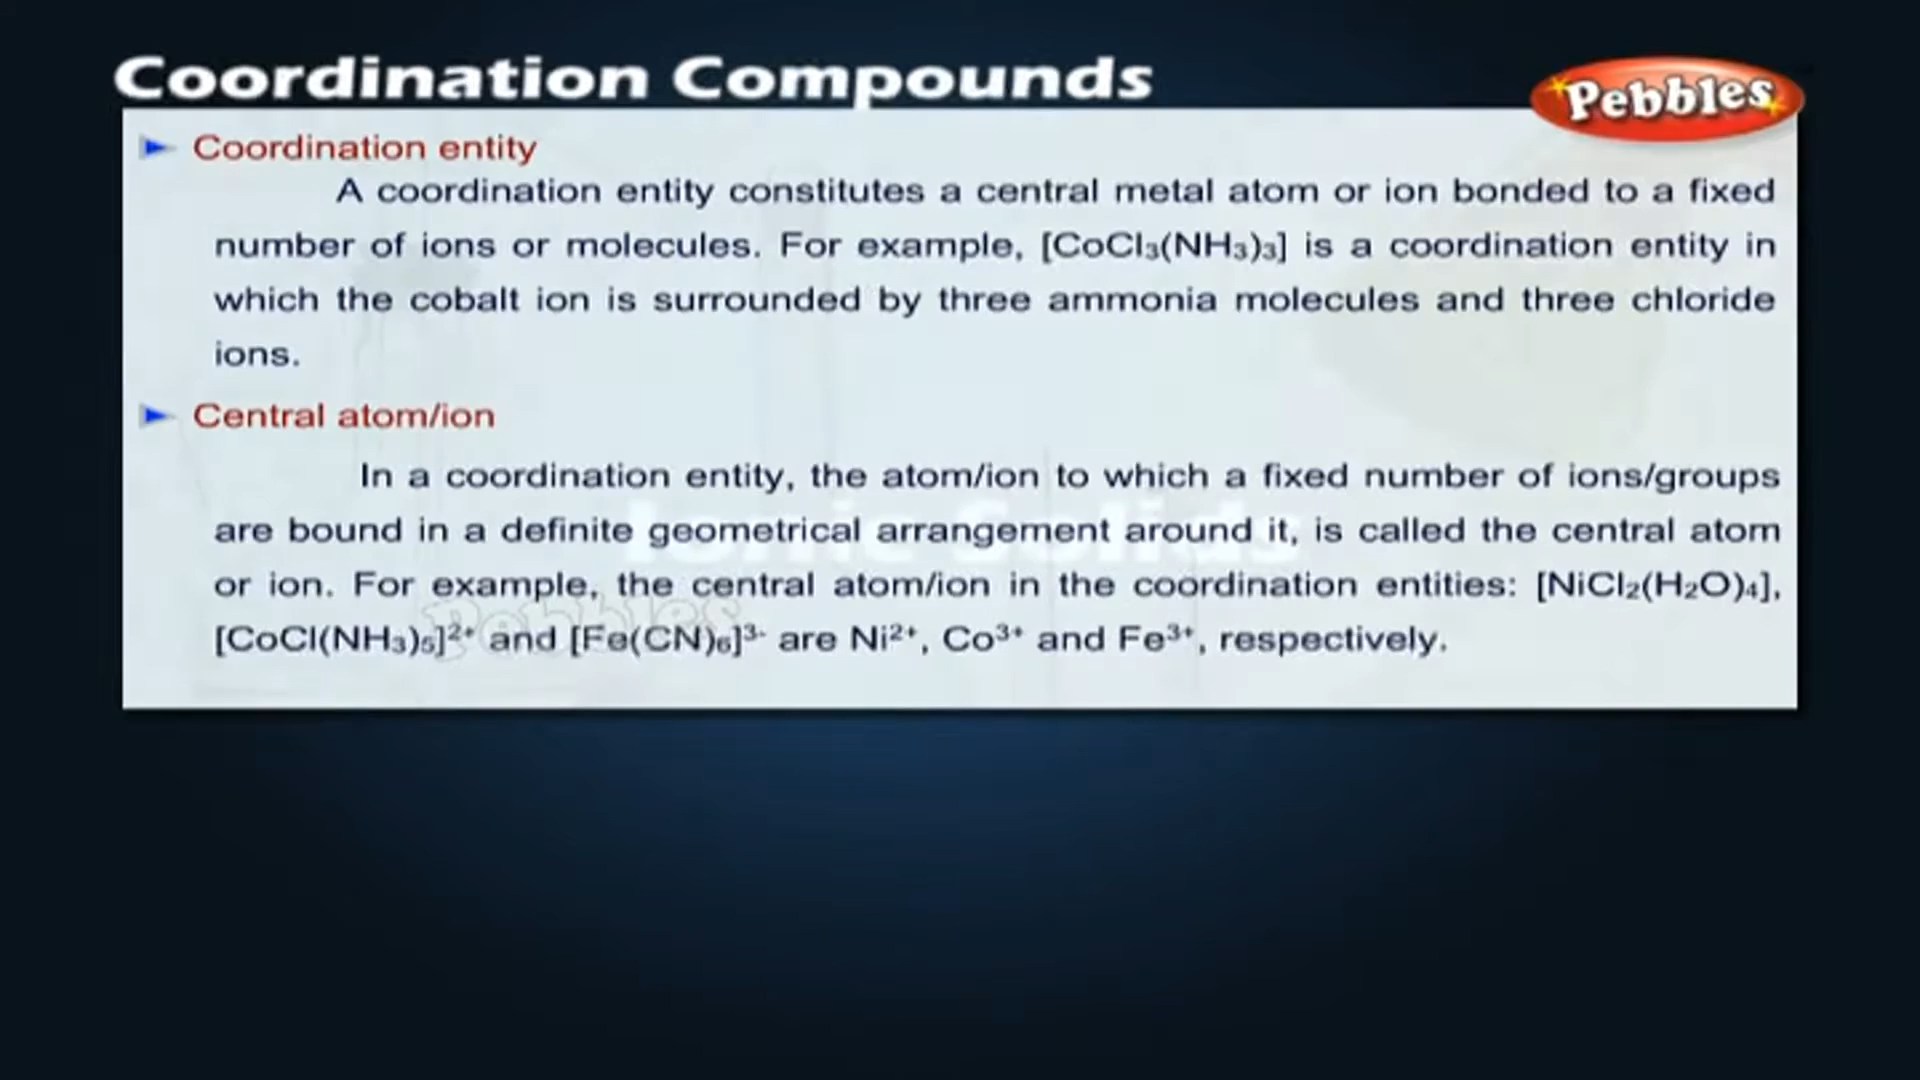 Coordination Compounds
Pebbles
Coordination entity
A coordination entity constitutes a central metal atom or ion bonded to a fixed
number of ions or molecules. For example, [CoCl₃(NH₃)₃] is a coordination entity in
which the cobalt ion is surrounded by three ammonia molecules and three chloride
ions.
Central atom/ion
In a coordination entity, the atom/ion to which a fixed number of ions/groups
are bound in a definite geometrical arrangement around it, is called the central atom
or ion. For example, the central atom/ion in the coordination entities: [NiCl₂(H₂O)₄],
[CoCl(NH₃)₅]²⁺ and [Fe(CN)₆]³⁻ are Ni²⁺, Co³⁺ and Fe³⁺, respectively.
Ionic Solids
Pebbles